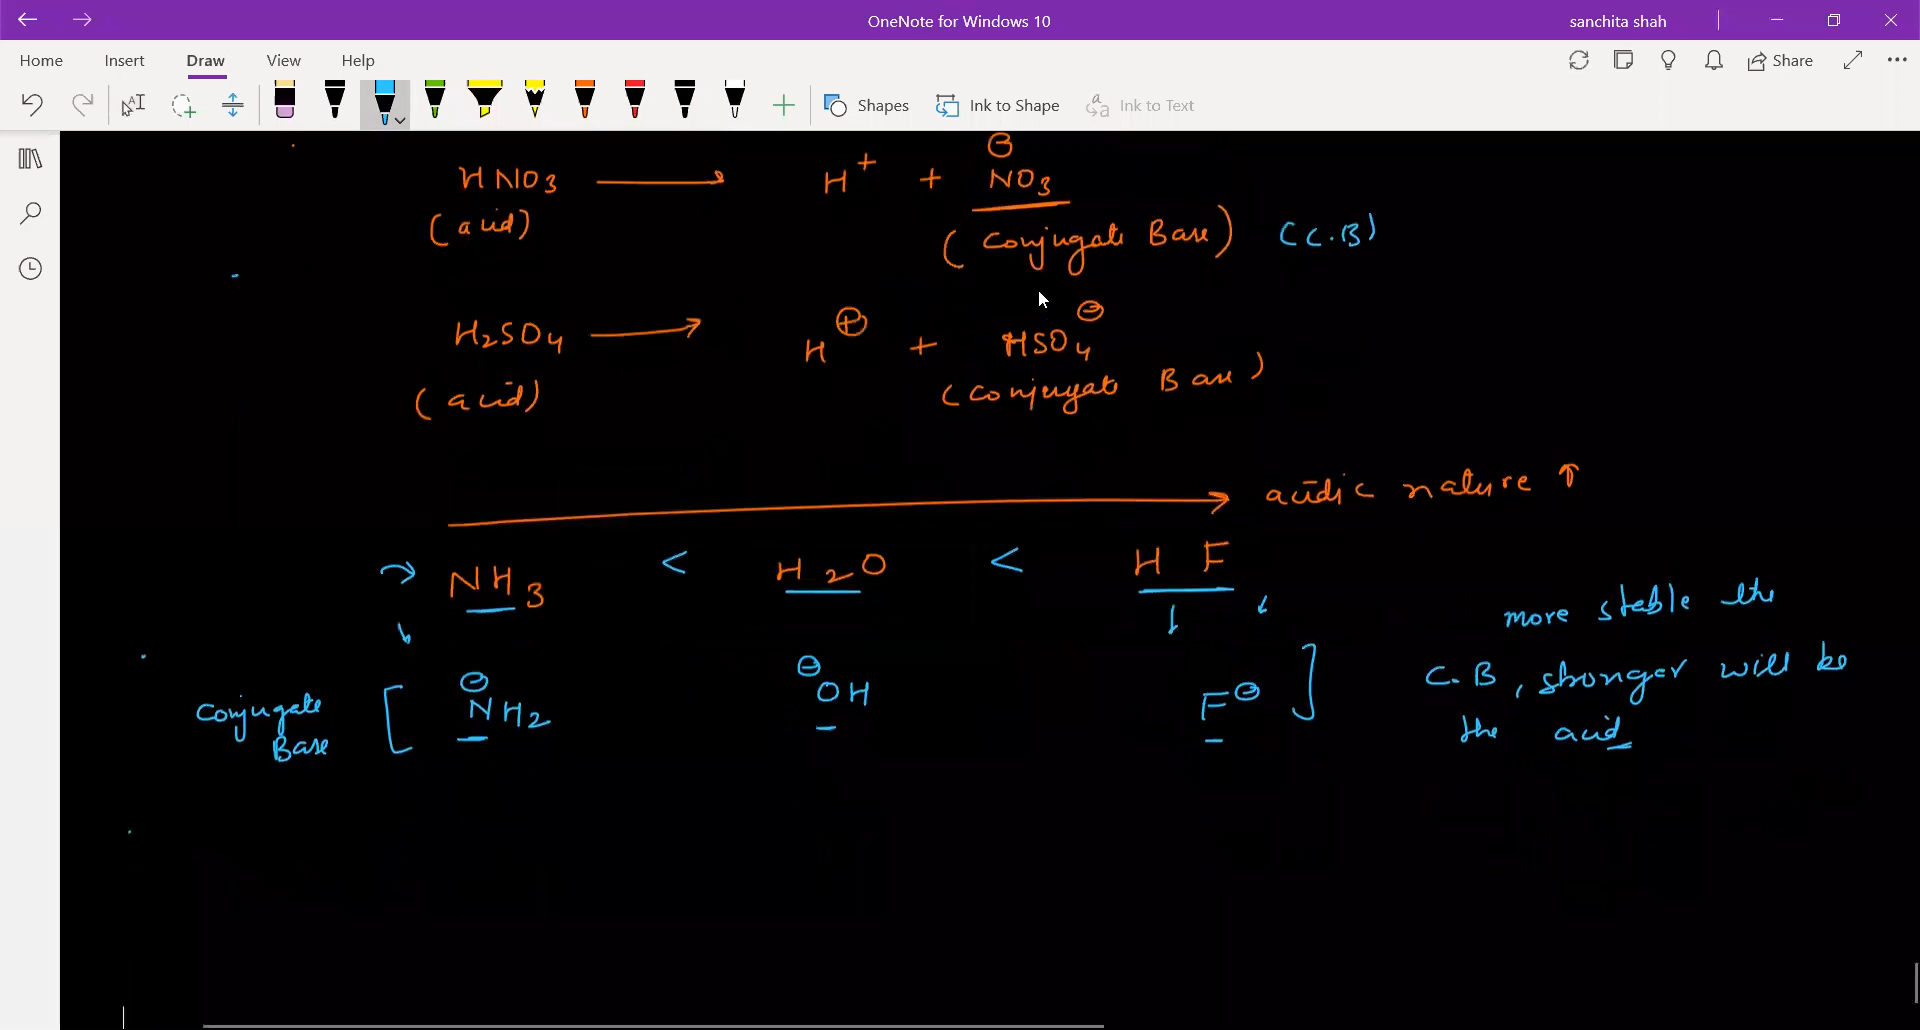 OneNote for Windows 10
sanchita shah
Home Insert Draw View Help
Share
Shapes Ink to Shape Ink to Text
HNO3 ⟶ H⁺ + NO3⊖
(acid) (Conjugate Base) (C.B)
H2SO4 ⟶ H⊕ + HSO4⊖
(acid) (Conjugate Base)
acidic nature ↑
NH3 < H2O < HF
more stable the
C.B, stronger will be
the acid
Conjugate
Base
[ ⊖NH2 ⊖OH F⊖ ]